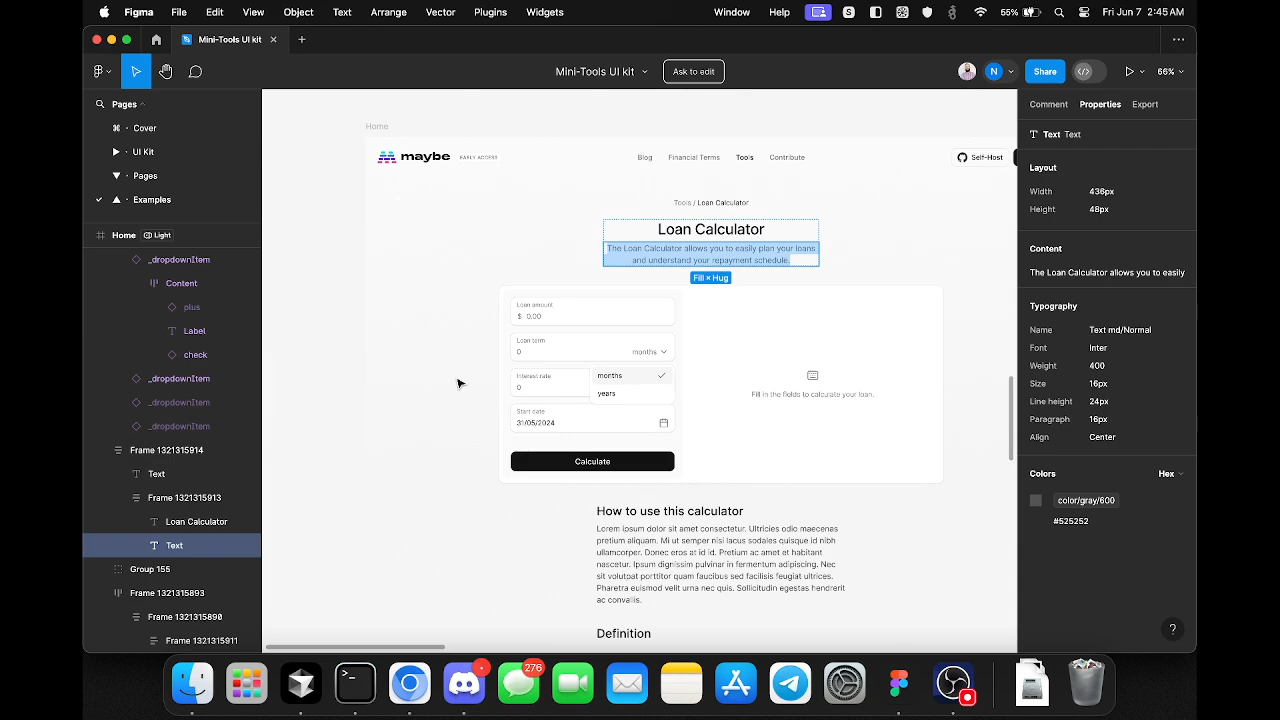 Figma File Edit View Object Text Arrange Vector Plugins Widgets Window Help 55% Fri Jun 7 2:45 AM
Mini-Tools UI kit
Mini-Tools UI kit Ask to edit N Share 66%
Pages
Cover
UI Kit
Pages
Examples
Home Light
_dropdownItem
Content
plus
Label
check
_dropdownItem
_dropdownItem
_dropdownItem
Frame 1321315914
Text
Frame 1321315913
Loan Calculator
Text
Group 155
Frame 1321315893
Frame 1321315890
Frame 1321315911
Home
maybe EARLY ACCESS Blog Financial Terms Tools Contribute Self-Host
Tools / Loan Calculator
Loan Calculator
The Loan Calculator allows you to easily plan your loans
and understand your repayment schedule.
Fill × Hug
Loan amount
$ 0.00
Loan term
0 months
Interest rate
0
months
years
Start date
31/05/2024
Calculate
Fill in the fields to calculate your loan.
How to use this calculator
Lorem ipsum dolor sit amet consectetur. Ultricies odio maecenas
pretium aliquam. Mi ut semper nisi lacus sodales quisque id nibh
ullamcorper. Donec eros at id id. Pretium ac amet et habitant
nascetur. Ipsum dignissim pulvinar in fermentum adipiscing. Nec
sit volutpat porttitor quam faucibus sed facilisis feugiat ultrices.
Pharetra euismod velit urna nec quis. Sollicitudin egestas hendrerit
ac convallis.
Definition
Comment Properties Export
Text Text
Layout
Width 436px
Height 48px
Content
The Loan Calculator allows you to easily
Typography
Name Text md/Normal
Font Inter
Weight 400
Size 16px
Line height 24px
Paragraph 16px
Align Center
Colors Hex
color/gray/600
#525252
?
276